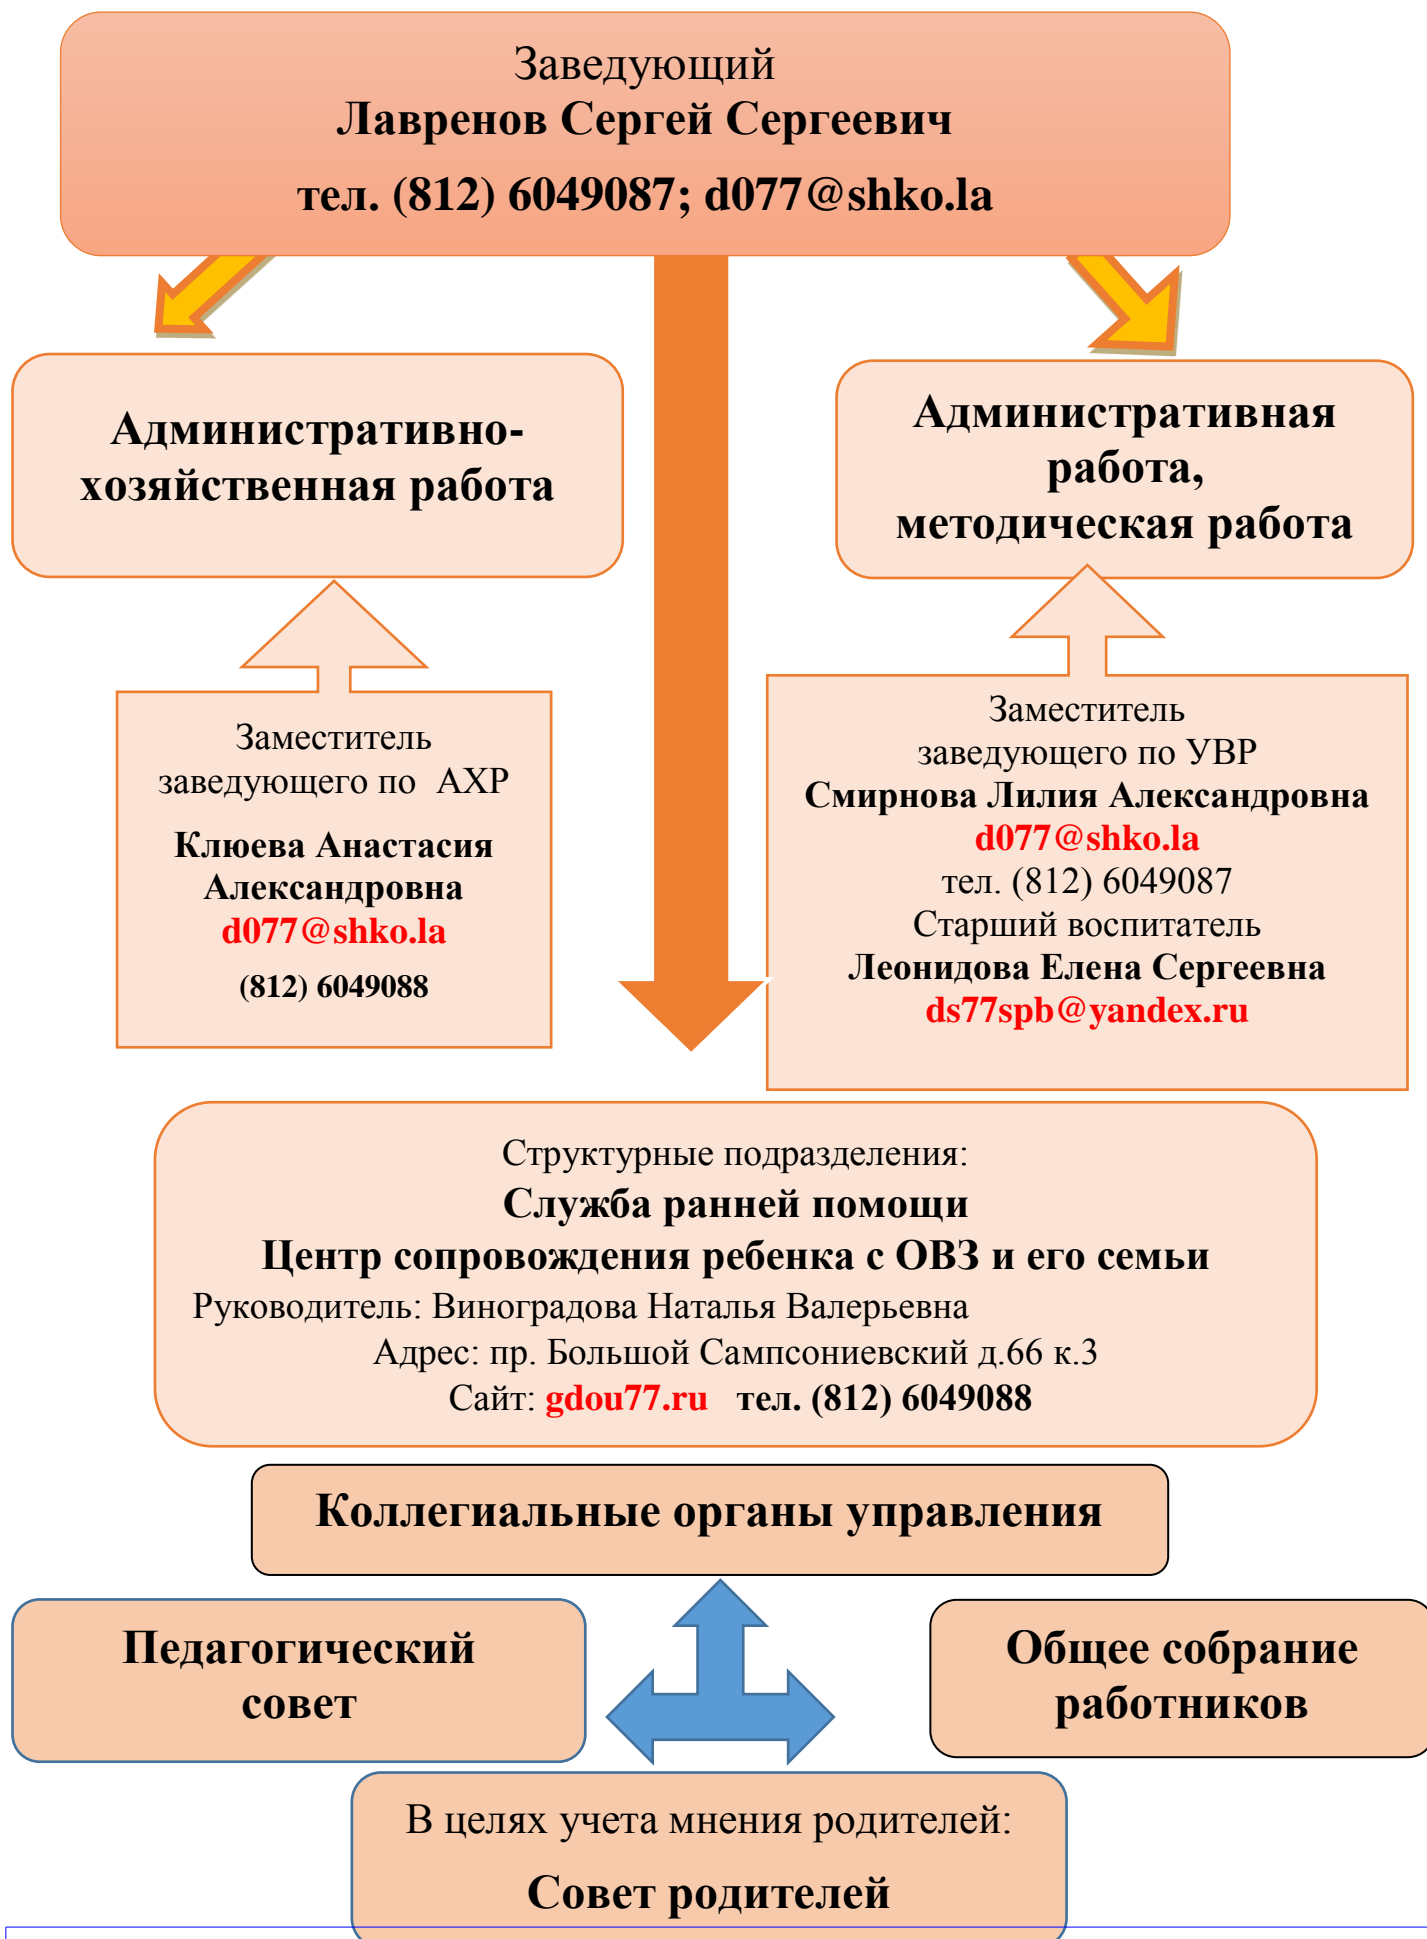 Заведующий
Лавренов Сергей Сергеевич
тел. (812) 6049087; d077@shko.la
Административно-
хозяйственная работа
Административная
работа,
методическая работа
Заместитель
заведующего по АХР
Клюева Анастасия
Александровна
d077@shko.la
(812) 6049088
Заместитель
заведующего по УВР
Смирнова Лилия Александровна
d077@shko.la
тел. (812) 6049087
Старший воспитатель
Леонидова Елена Сергеевна
ds77spb@yandex.ru
Структурные подразделения:
Служба ранней помощи
Центр сопровождения ребенка с ОВЗ и его семьи
Руководитель: Виноградова Наталья Валерьевна
Адрес: пр. Большой Сампсониевский д.66 к.3
Сайт: gdou77.ru тел. (812) 6049088
Коллегиальные органы управления
Педагогический
совет
Общее собрание
работников
В целях учета мнения родителей:
Совет родителей